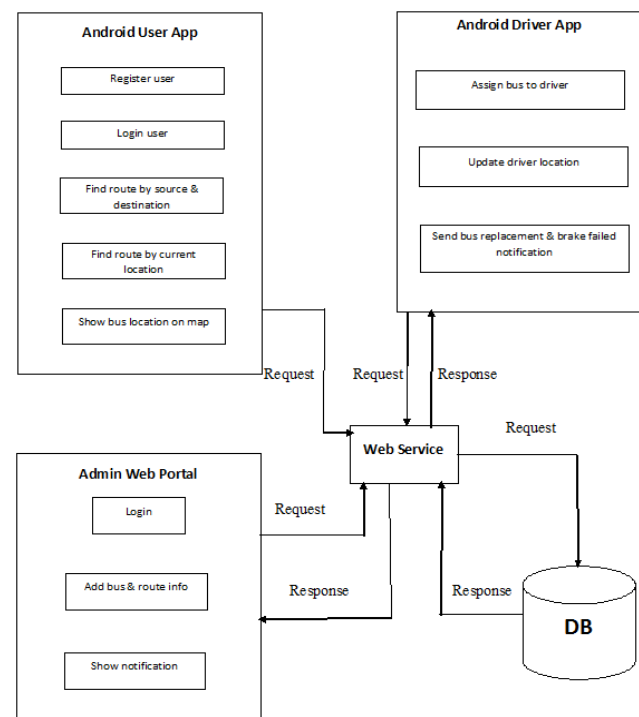 Android User App
Register user
Login user
Find route by source &
destination
Find route by current
location
Show bus location on map
Android Driver App
Assign bus to driver
Update driver location
Send bus replacement & brake failed
notification
Request
Request
Response
Web Service
Request
Admin Web Portal
Login
Add bus & route info
Show notification
Request
Response
Response
DB